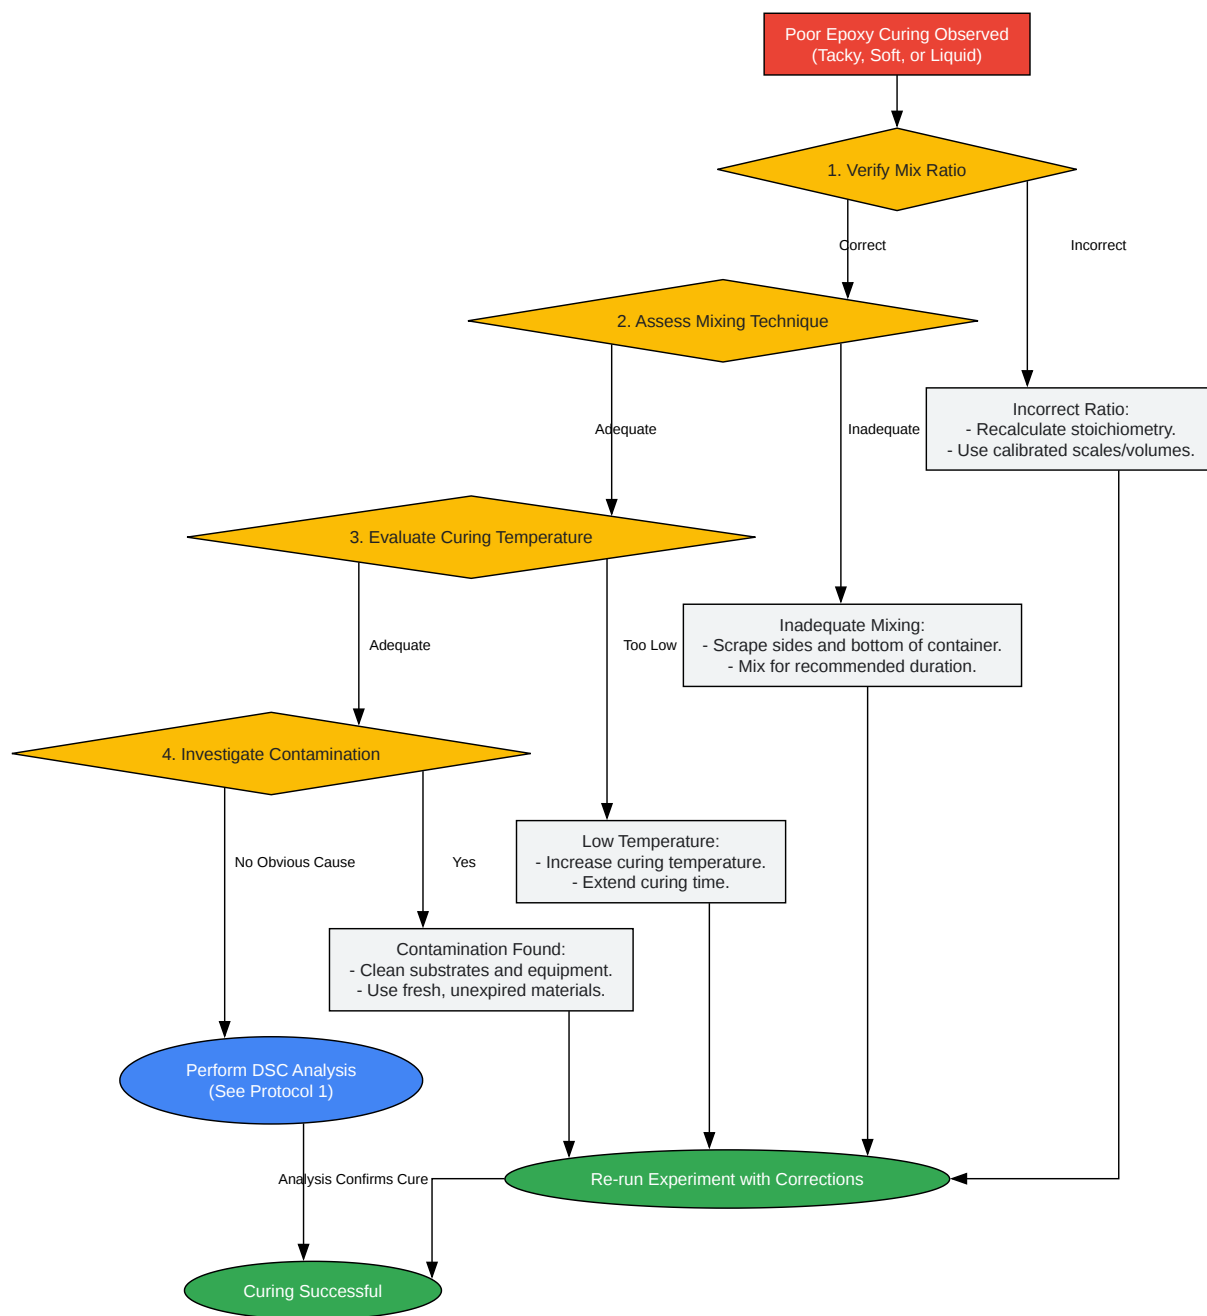 Poor Epoxy Curing Observed
(Tacky, Soft, or Liquid)
1. Verify Mix Ratio
Correct
Incorrect
2. Assess Mixing Technique
Incorrect Ratio:
- Recalculate stoichiometry.
- Use calibrated scales/volumes.
Adequate
Inadequate
3. Evaluate Curing Temperature
Inadequate Mixing:
- Scrape sides and bottom of container.
- Mix for recommended duration.
Adequate
Too Low
4. Investigate Contamination
Low Temperature:
- Increase curing temperature.
- Extend curing time.
No Obvious Cause
Yes
Contamination Found:
- Clean substrates and equipment.
- Use fresh, unexpired materials.
Perform DSC Analysis
(See Protocol 1)
Analysis Confirms Cure
Re-run Experiment with Corrections
Curing Successful